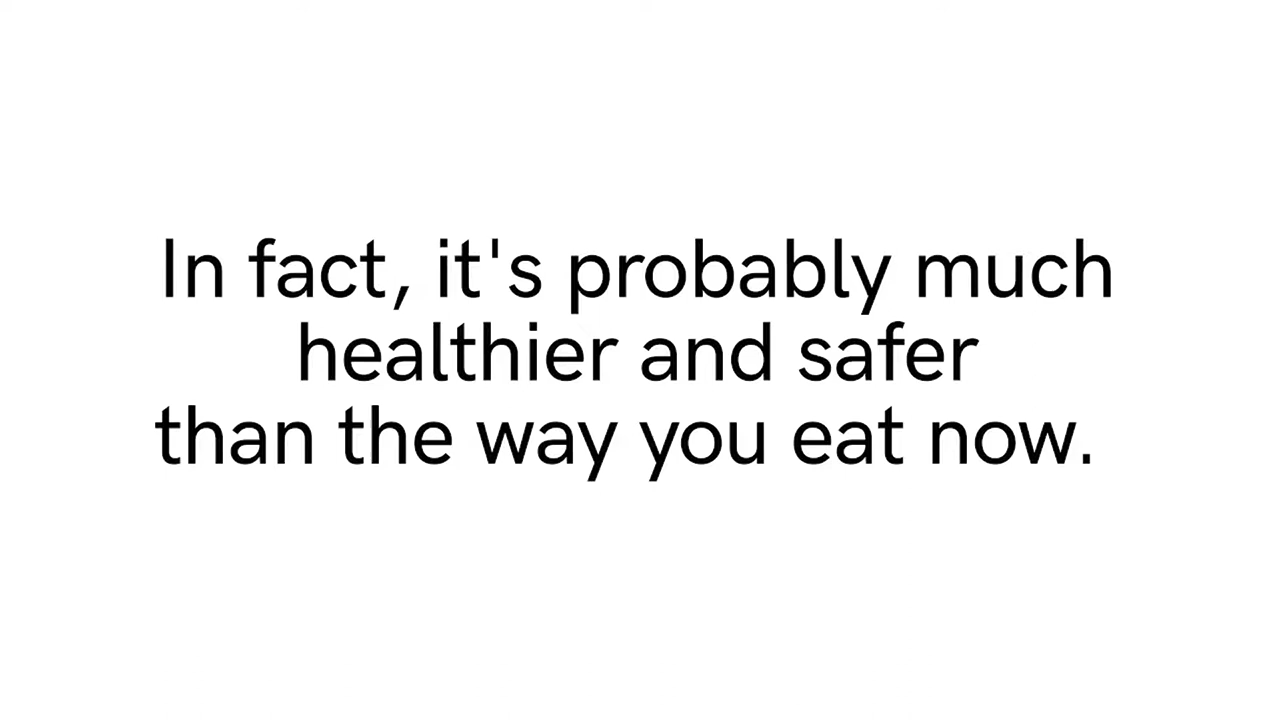 In fact, it's probably much
healthier and safer
than the way you eat now.